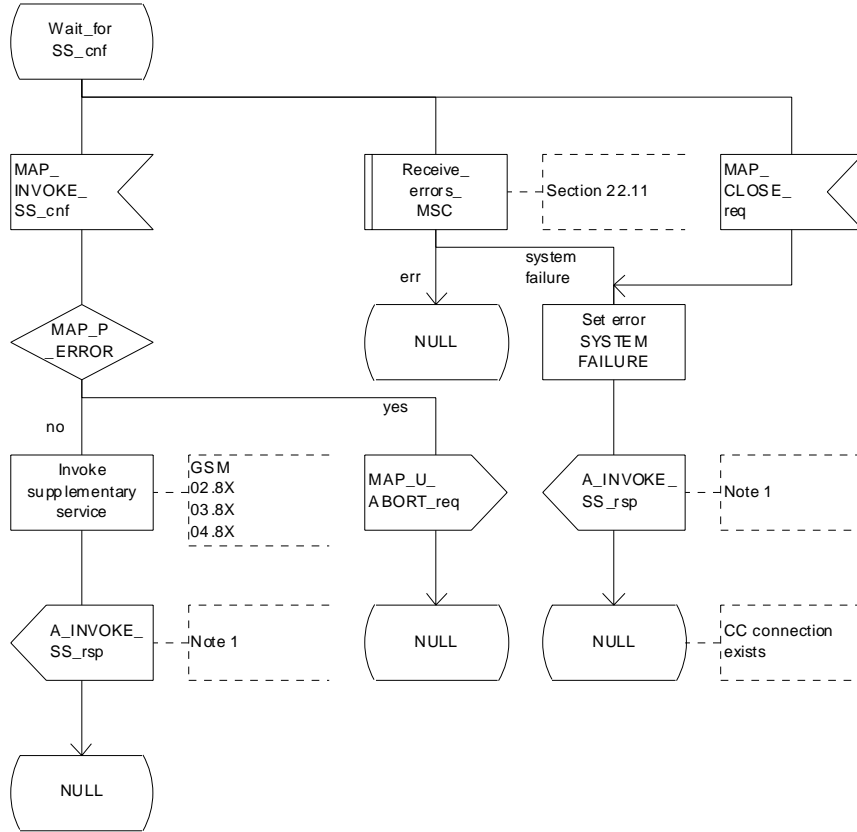 Wait_for
SS_cnf
MAP_
INVOKE_
SS_cnf
Receive_
errors_
MSC
Section 22.11
MAP_
CLOSE_
req
system
failure
err
MAP_P
_ERROR
NULL
Set error
SYSTEM
FAILURE
no
yes
Invoke
supplementary
service
GSM
02.8X
03.8X
04.8X
MAP_U_
ABORT_req
A_INVOKE_
SS_rsp
Note 1
A_INVOKE_
SS_rsp
Note 1
NULL
NULL
CC connection
exists
NULL